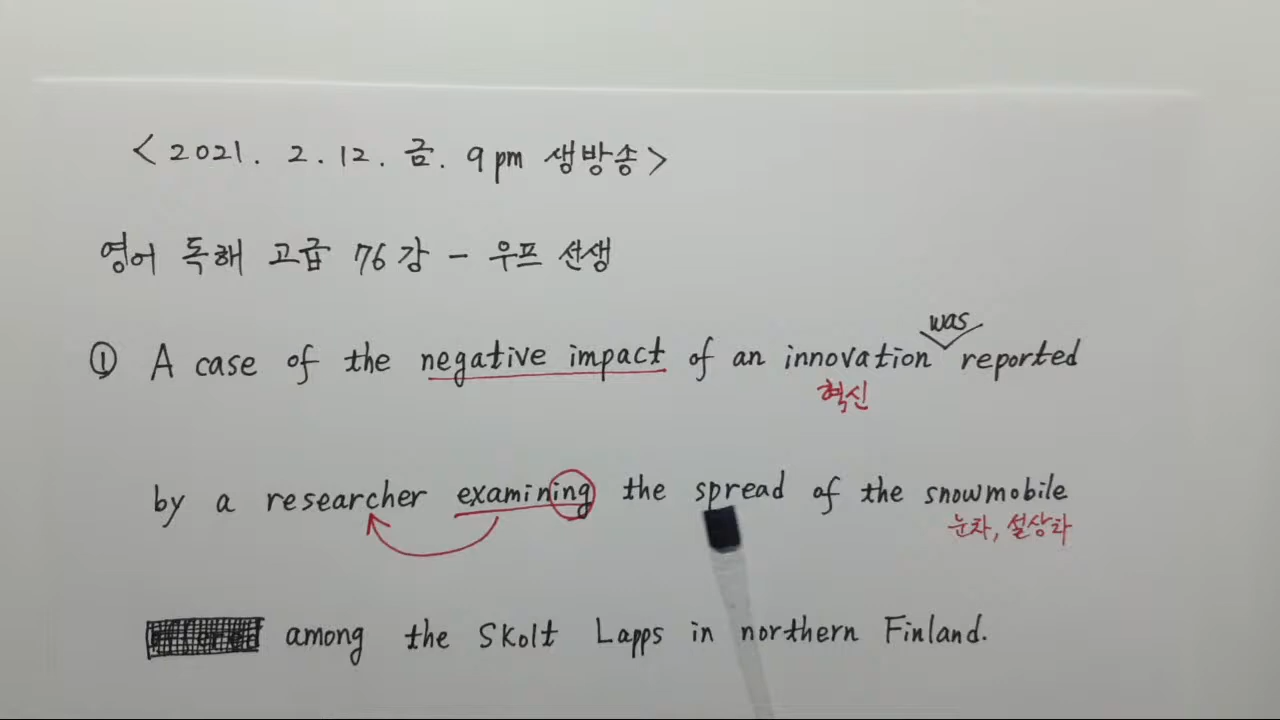 <2021. 2. 12. 금. 9pm 생방송>
영어 독해 고급 76강 - 우프 선생
① A case of the negative impact of an innovation was reported
혁신
by a researcher examining the spread of the snowmobile
눈차, 설상차
among the Skolt Lapps in northern Finland.